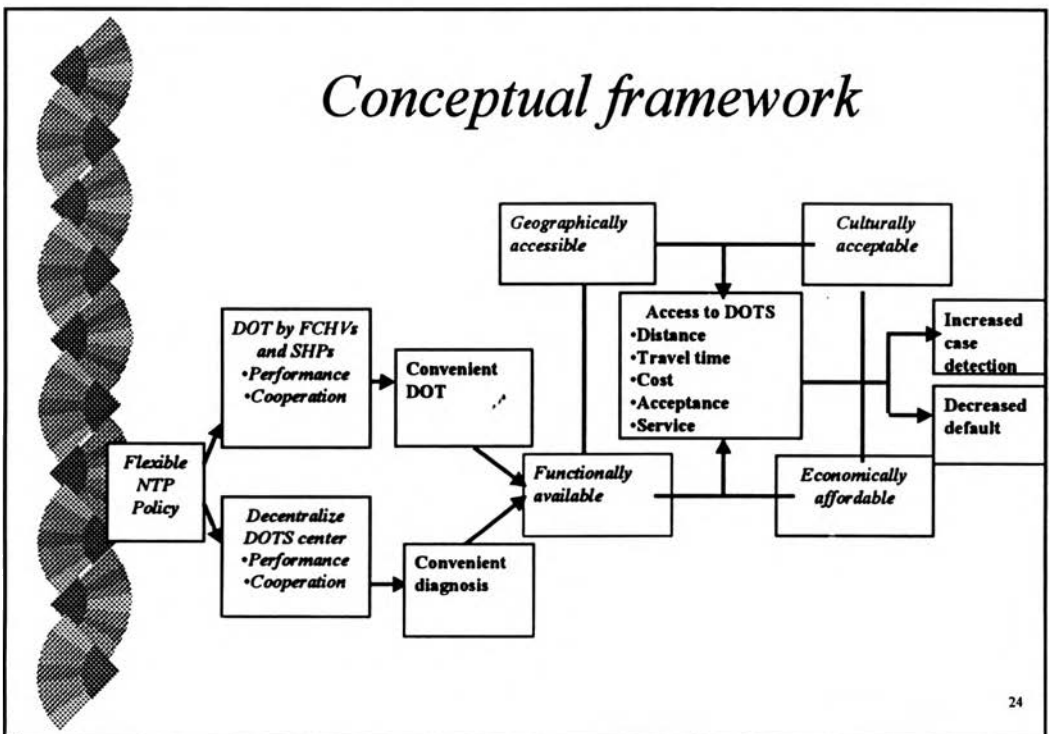 Conceptual framework
Geographically
accessible
Culturally
acceptable
DOT by FCHVs
and SHPs
•Performance
•Cooperation
Convenient
DOT
Access to DOTS
•Distance
•Travel time
•Cost
•Acceptance
•Service
Increased
case
detection
Decreased
default
Flexible
NTP
Policy
Decentralize
DOTS center
•Performance
•Cooperation
Convenient
diagnosis
Functionally
available
Economically
affordable
24